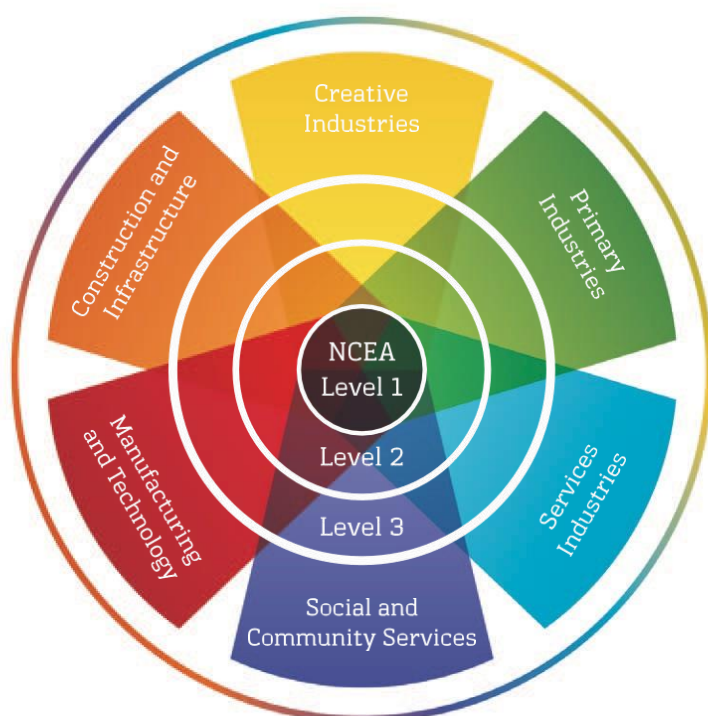 Creative
Industries
Primary
Industries
Services
Industries
Social and
Community Services
Manufacturing
and Technology
Construction and
Infrastructure
NCEA
Level 1
Level 2
Level 3